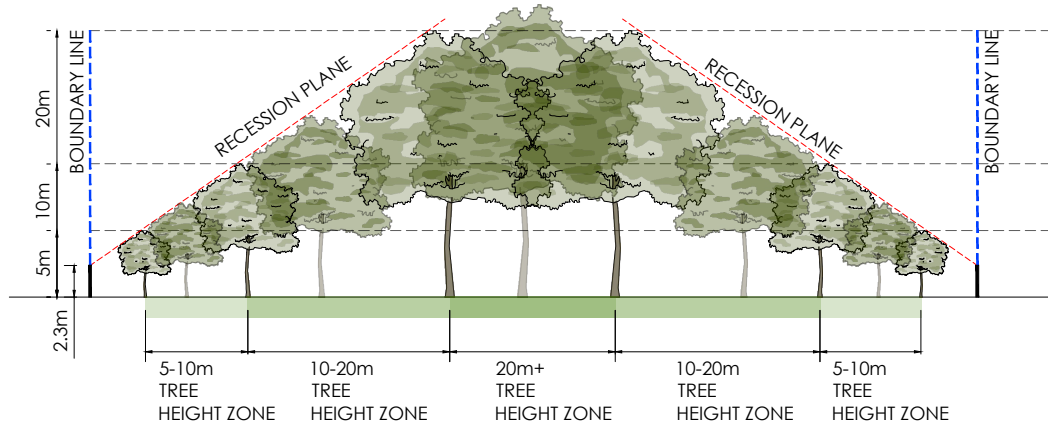 BOUNDARY LINE
20m
10m
5m
2.3m
RECESSION PLANE
RECESSION PLANE
BOUNDARY LINE
5-10m
TREE
HEIGHT ZONE
10-20m
TREE
HEIGHT ZONE
20m+
TREE
HEIGHT ZONE
10-20m
TREE
HEIGHT ZONE
5-10m
TREE
HEIGHT ZONE